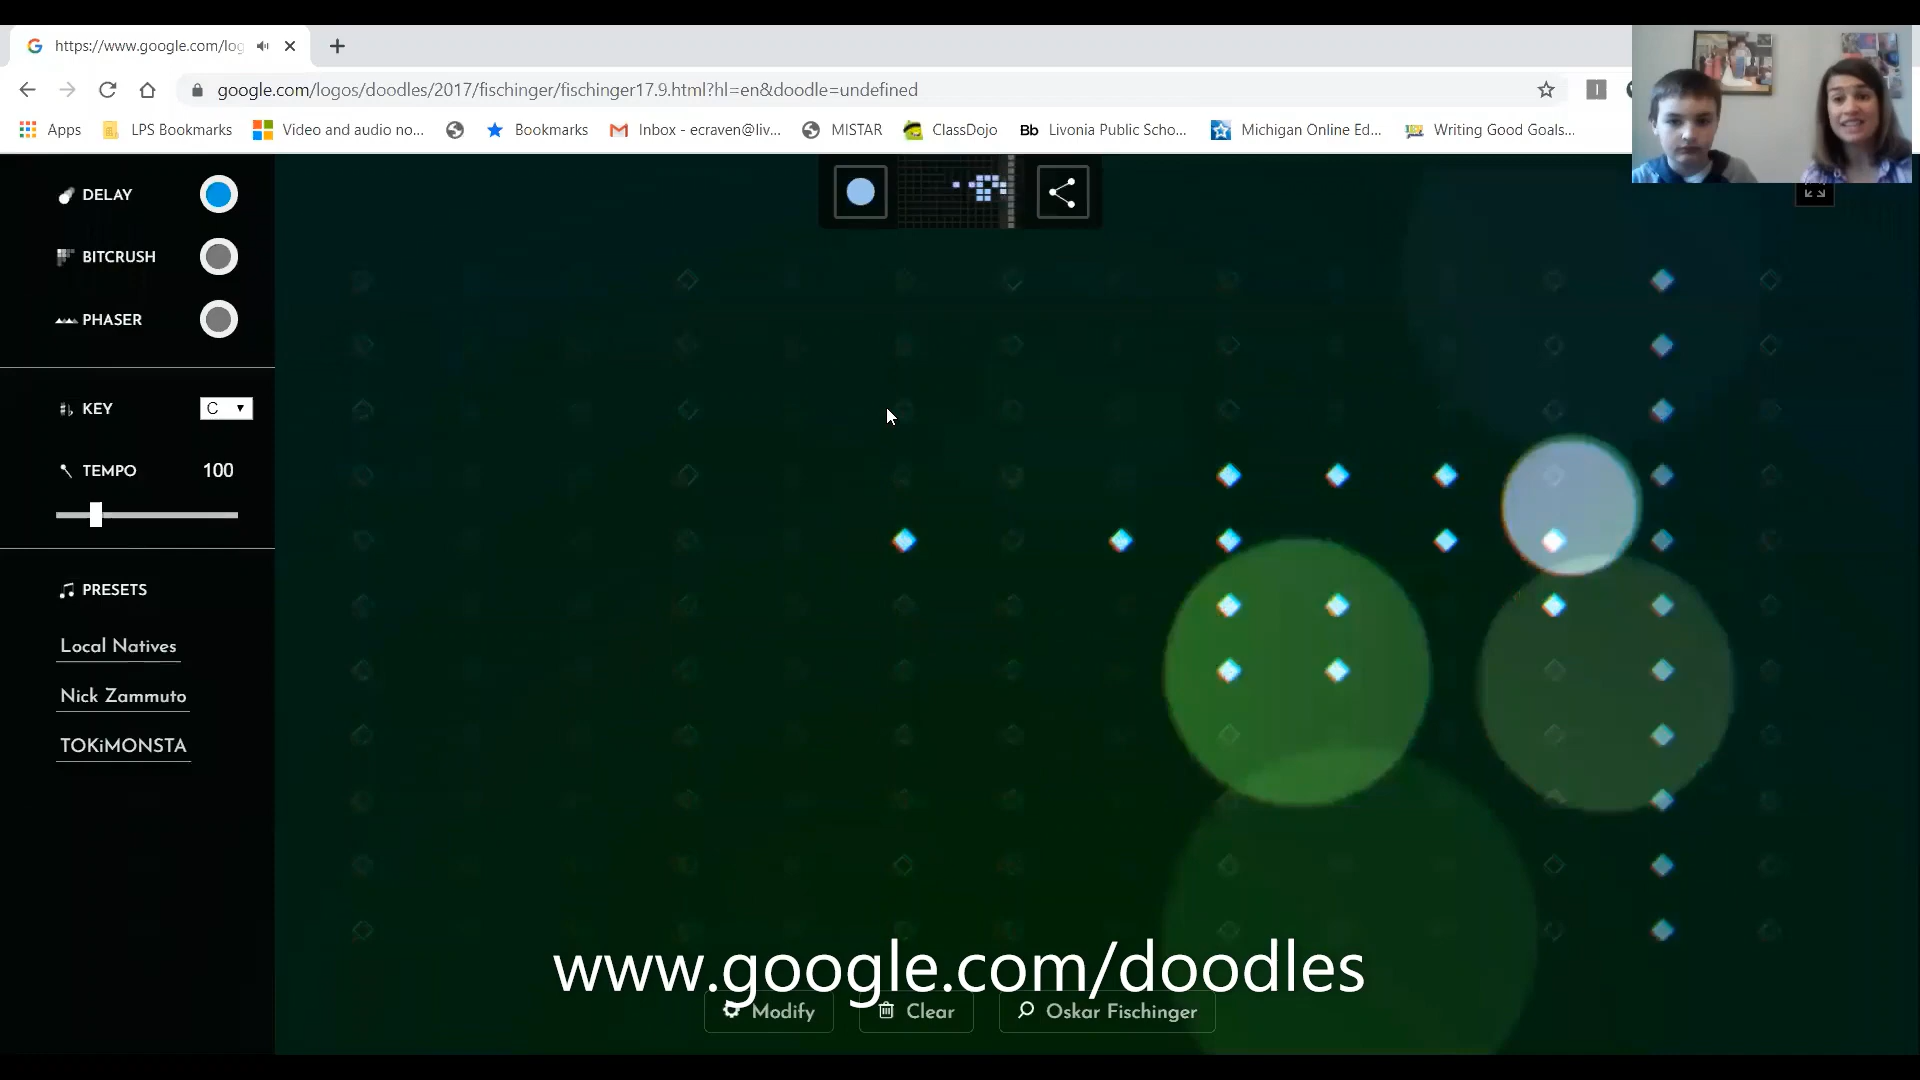 https://www.google.com/log
google.com/logos/doodles/2017/fischinger/fischinger17.9.html?hl=en&doodle=undefined
Apps LPS Bookmarks Video and audio no... Bookmarks Inbox - ecraven@liv... MISTAR ClassDojo Bb Livonia Public Scho... Michigan Online Ed... Writing Good Goals...
DELAY
BITCRUSH
PHASER
KEY C
TEMPO 100
PRESETS
Local Natives
Nick Zammuto
TOKiMONSTA
www.google.com/doodles
Modify Clear Oskar Fischinger